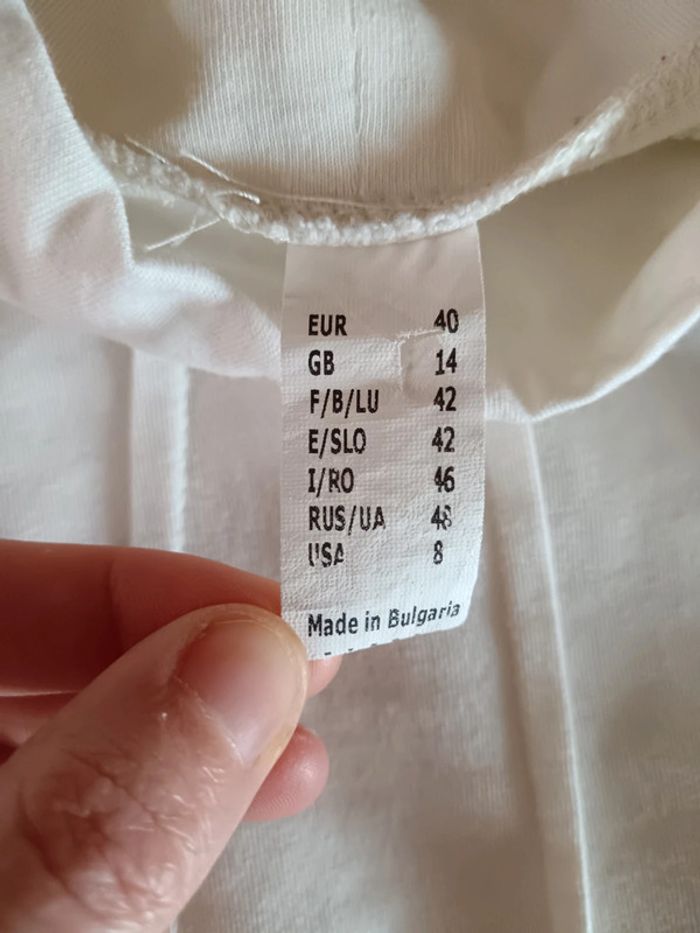 EUR 40
GB 14
F/B/LU 42
E/SLO 42
I/RO 46
RUS/UA 48
USA 8
Made in Bulgaria